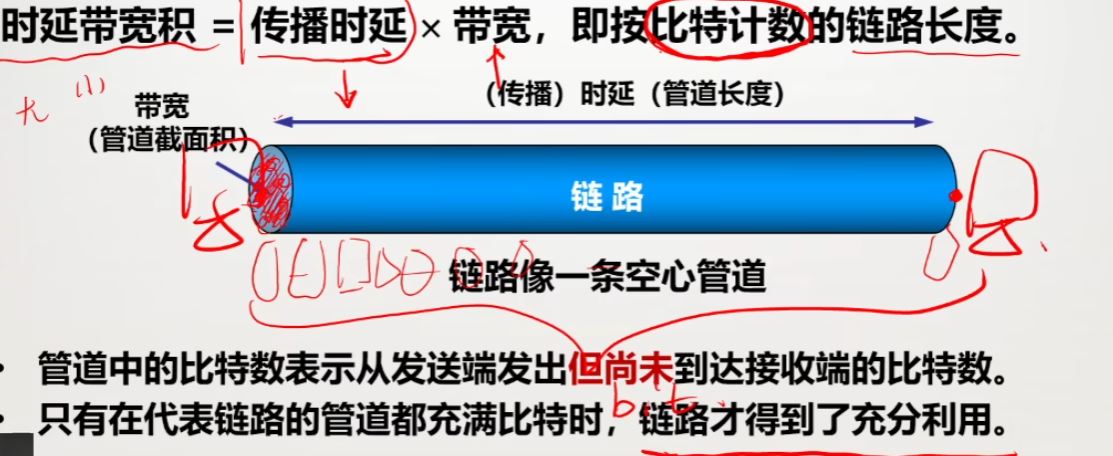 时延带宽积 = 传播时延 × 带宽，即按比特计数的链路长度。
(1)
带宽
（管道截面积）
（传播）时延（管道长度）
链路
链路像一条空心管道
• 管道中的比特数表示从发送端发出但尚未到达接收端的比特数。
bit
• 只有在代表链路的管道都充满比特时，链路才得到了充分利用。